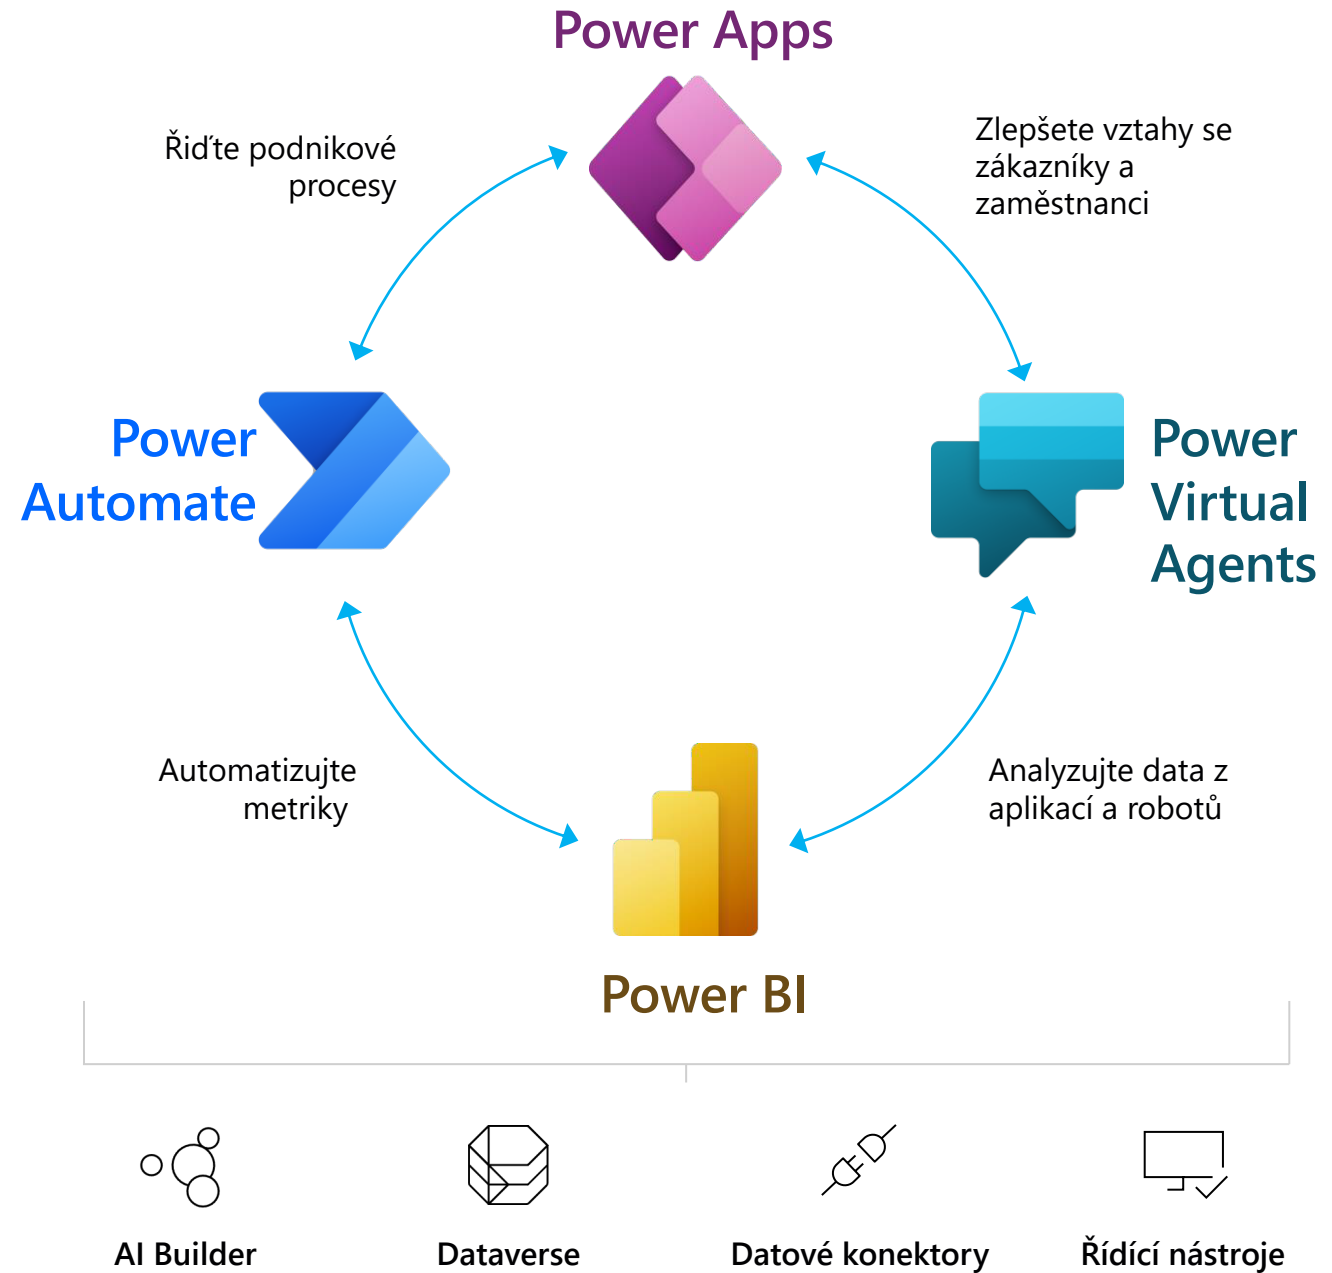 Power Apps
Řiďte podnikové
procesy
Zlepšete vztahy se
zákazníky a
zaměstnanci
Power
Automate
Power
Virtual
Agents
Automatizujte
metriky
Analyzujte data z
aplikací a robotů
Power BI
AI Builder
Dataverse
Datové konektory
Řídící nástroje